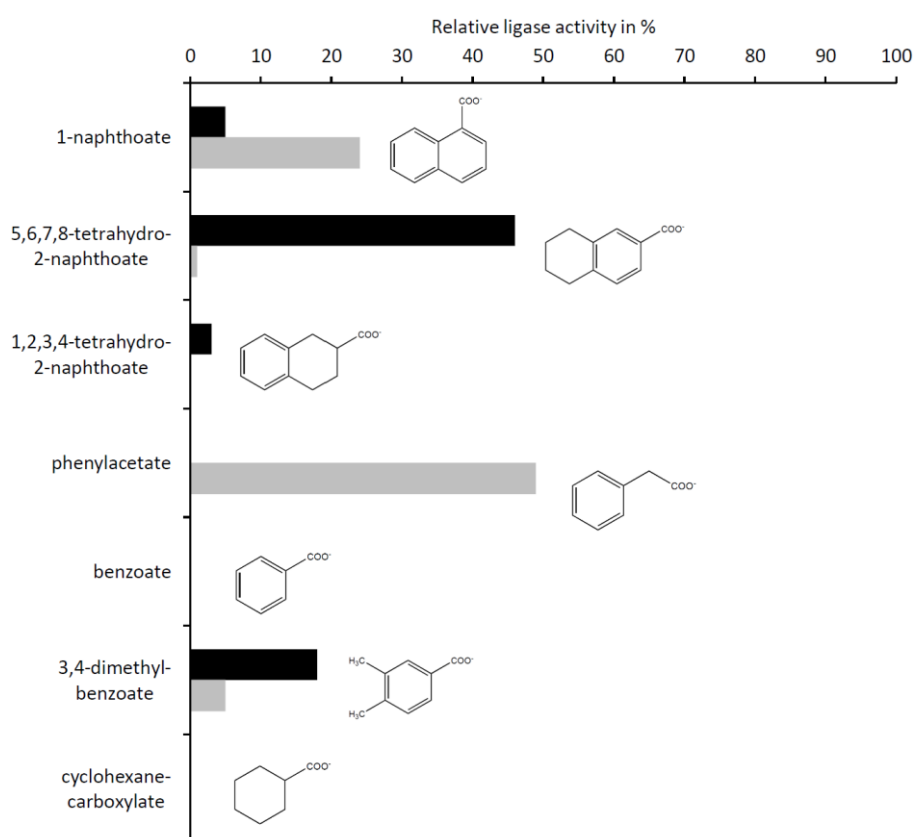 Relative ligase activity in %
0 10 20 30 40 50 60 70 80 90 100
1-naphthoate
COO-
5,6,7,8-tetrahydro-
2-naphthoate
COO-
1,2,3,4-tetrahydro-
2-naphthoate
COO-
phenylacetate
COO-
benzoate
COO-
3,4-dimethyl-
benzoate
H₃C
COO-
H₃C
cyclohexane-
carboxylate
COO-